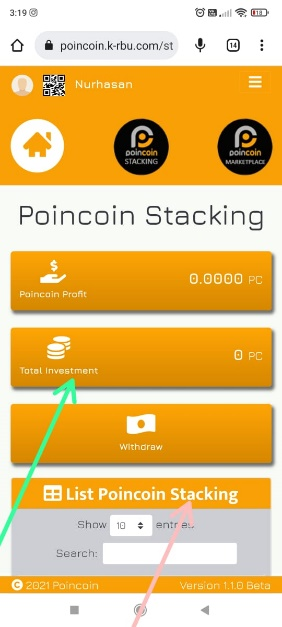 3:19
18
poincoin.k-rbu.com/st
14
Nurhasan
poincoin
STACKING
poincoin
MARKETPLACE
Poincoin Stacking
0.0000 PC
Poincoin Profit
0 PC
Total Investment
Withdraw
List Poincoin Stacking
Show 10 entries
Search:
© 2021 Poincoin Version 1.1.0 Beta